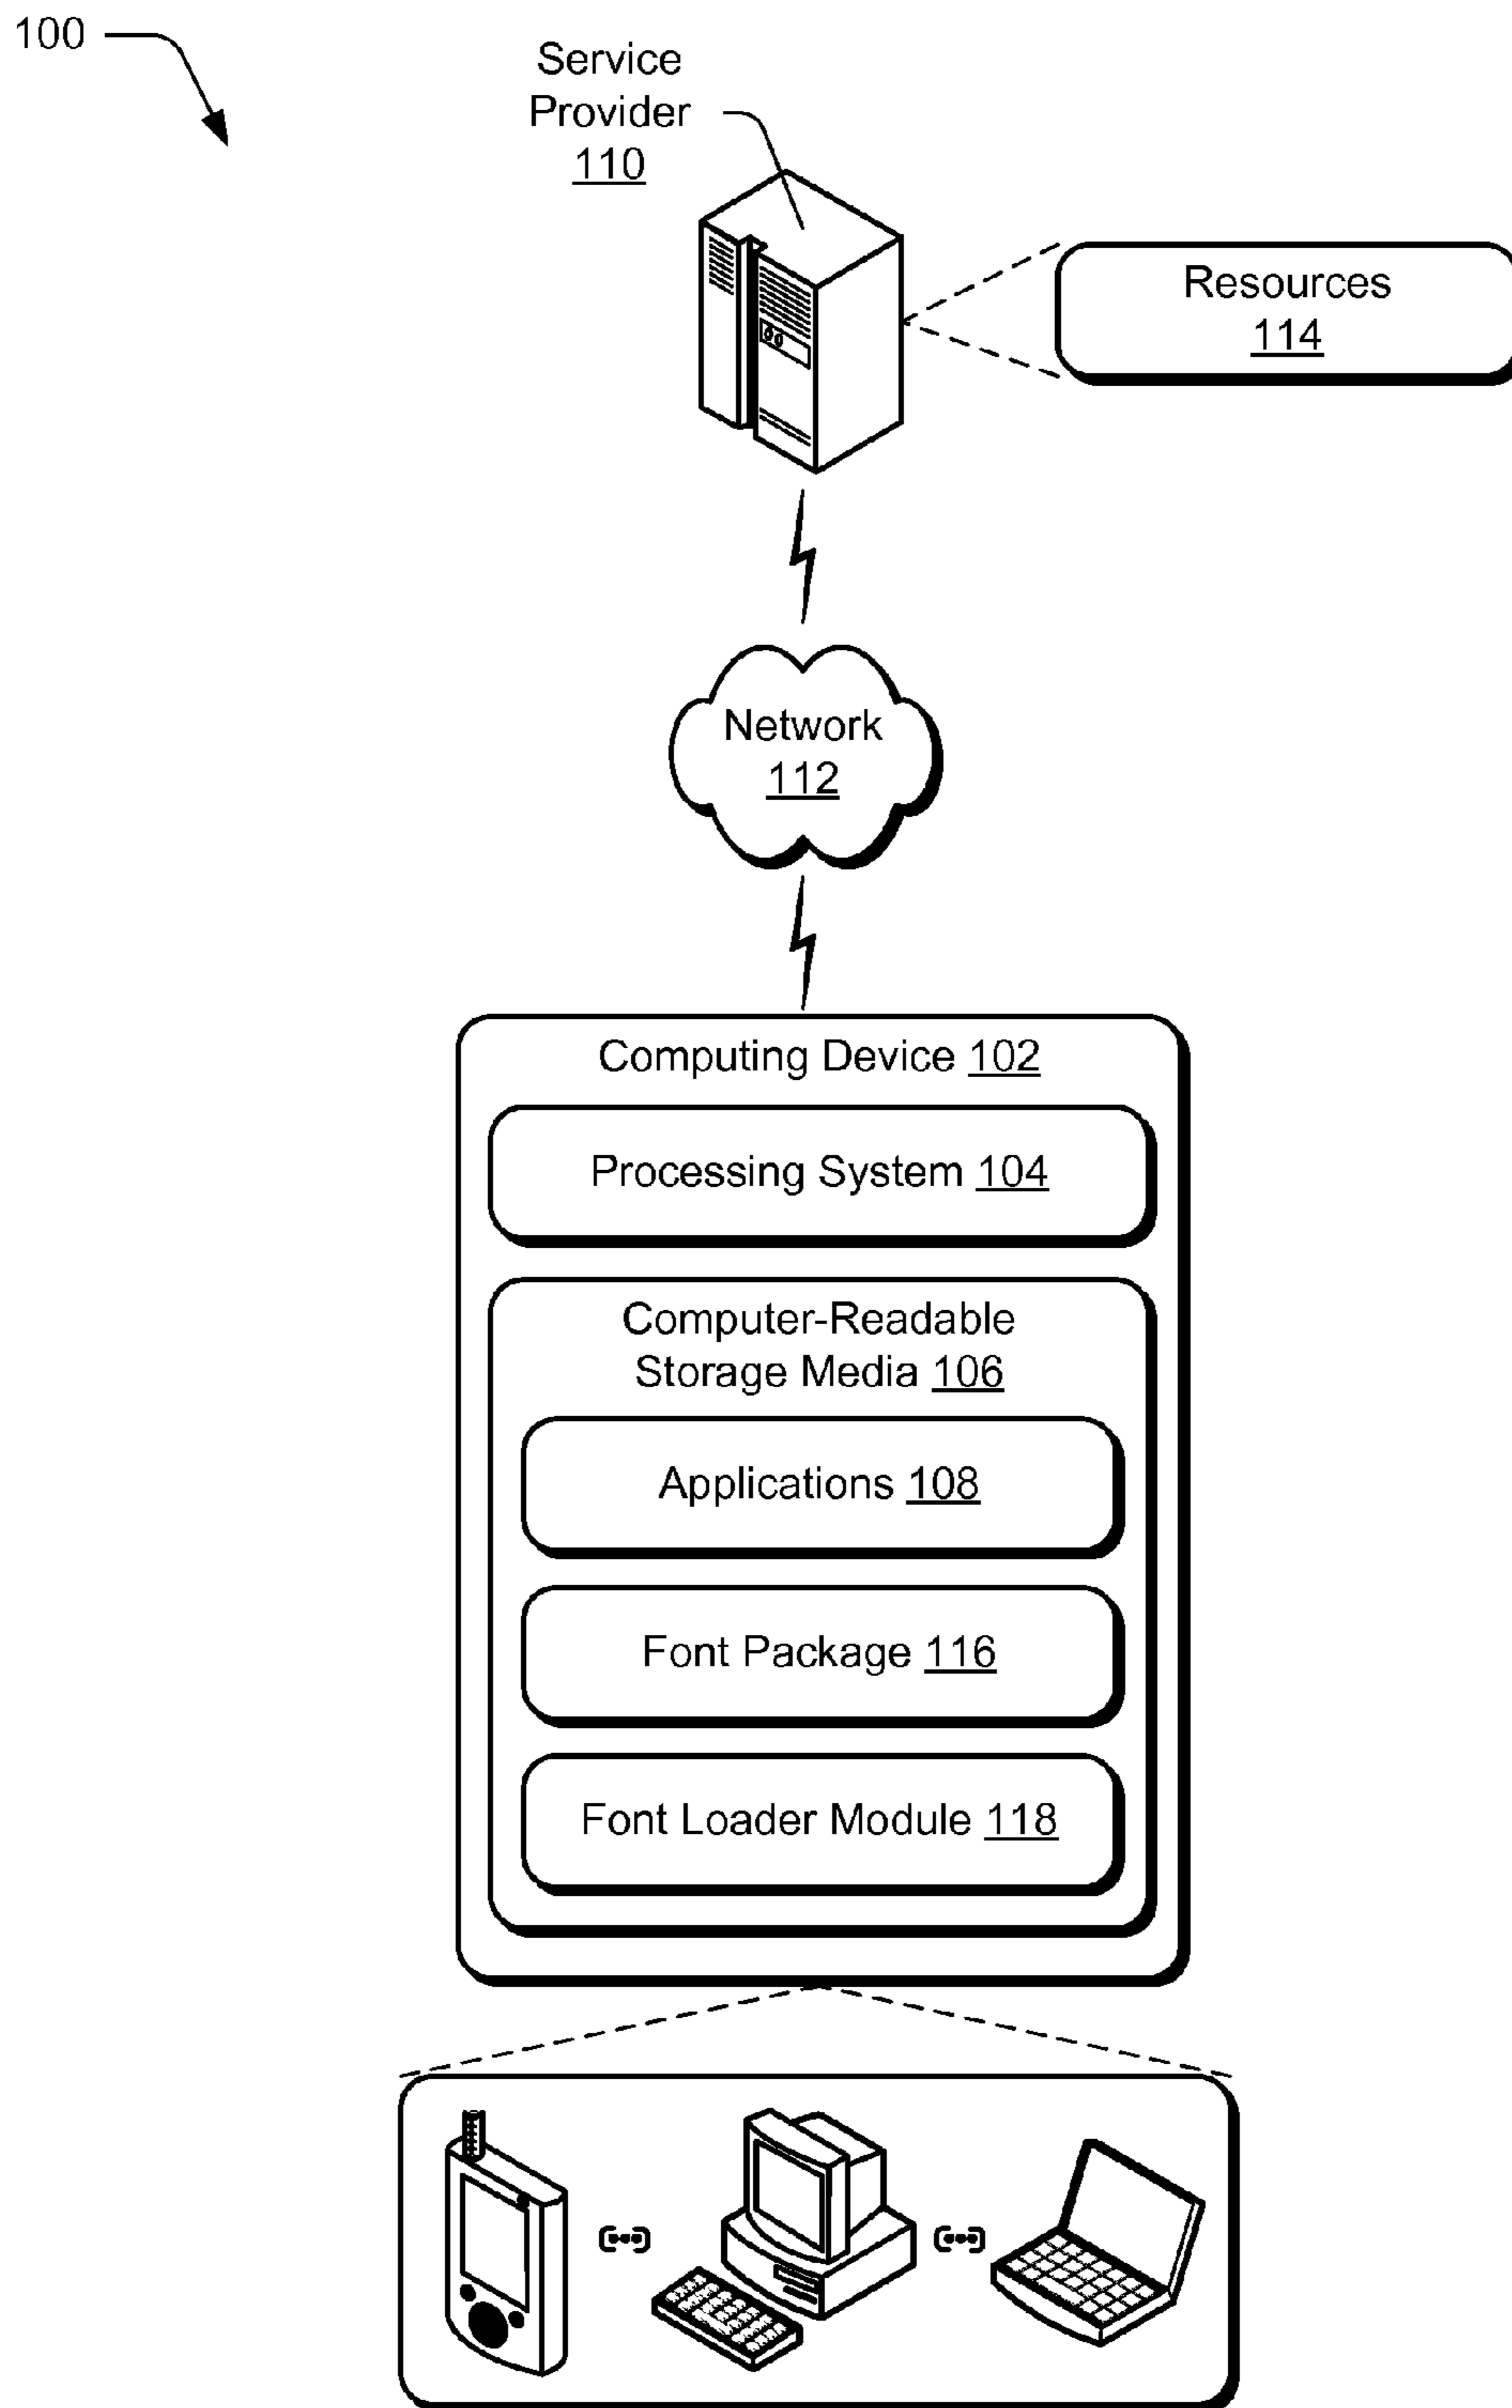 100
Service
Provider
110
Resources
114
Network
112
Computing Device 102
Processing System 104
Computer-Readable
Storage Media 106
Applications 108
Font Package 116
Font Loader Module 118